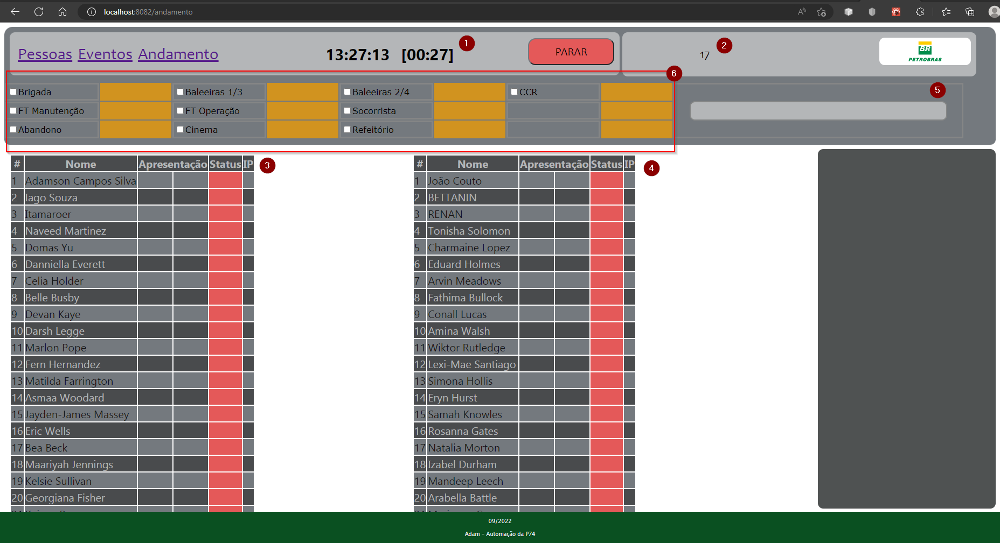 localhost:8082/andamento
Pessoas Eventos Andamento
13:27:13 [00:27]
1
PARAR
17
2
BR
PETROBRAS
6
5
Brigada Baleeiras 1/3 Baleeiras 2/4 CCR
FT Manutenção FT Operação Socorrista
Abandono Cinema Refeitório
# Nome Apresentação Status IP
3
1 Adamson Campos Silva
2 Iago Souza
3 Itamaroer
4 Naveed Martinez
5 Domas Yu
6 Danniella Everett
7 Celia Holder
8 Belle Busby
9 Devan Kaye
10 Darsh Legge
11 Marlon Pope
12 Fern Hernandez
13 Matilda Farrington
14 Asmaa Woodard
15 Jayden-James Massey
16 Eric Wells
17 Bea Beck
18 Maariyah Jennings
19 Kelsie Sullivan
20 Georgiana Fisher
# Nome Apresentação Status IP
4
1 João Couto
2 BETTANIN
3 RENAN
4 Tonisha Solomon
5 Charmaine Lopez
6 Eduard Holmes
7 Arvin Meadows
8 Fathima Bullock
9 Conall Lucas
10 Amina Walsh
11 Wiktor Rutledge
12 Lexi-Mae Santiago
13 Simona Hollis
14 Eryn Hurst
15 Samah Knowles
16 Rosanna Gates
17 Natalia Morton
18 Izabel Durham
19 Mandeep Leech
20 Arabella Battle
09/2022
Adam - Automação da P74